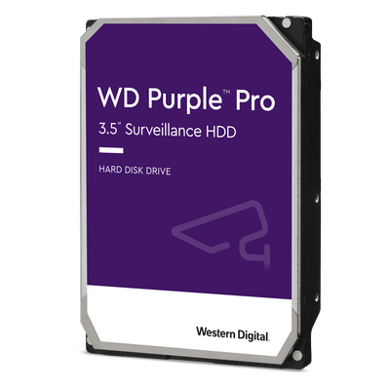 WD Purple™ Pro
3.5" Surveillance HDD
HARD DISK DRIVE
Western Digital.